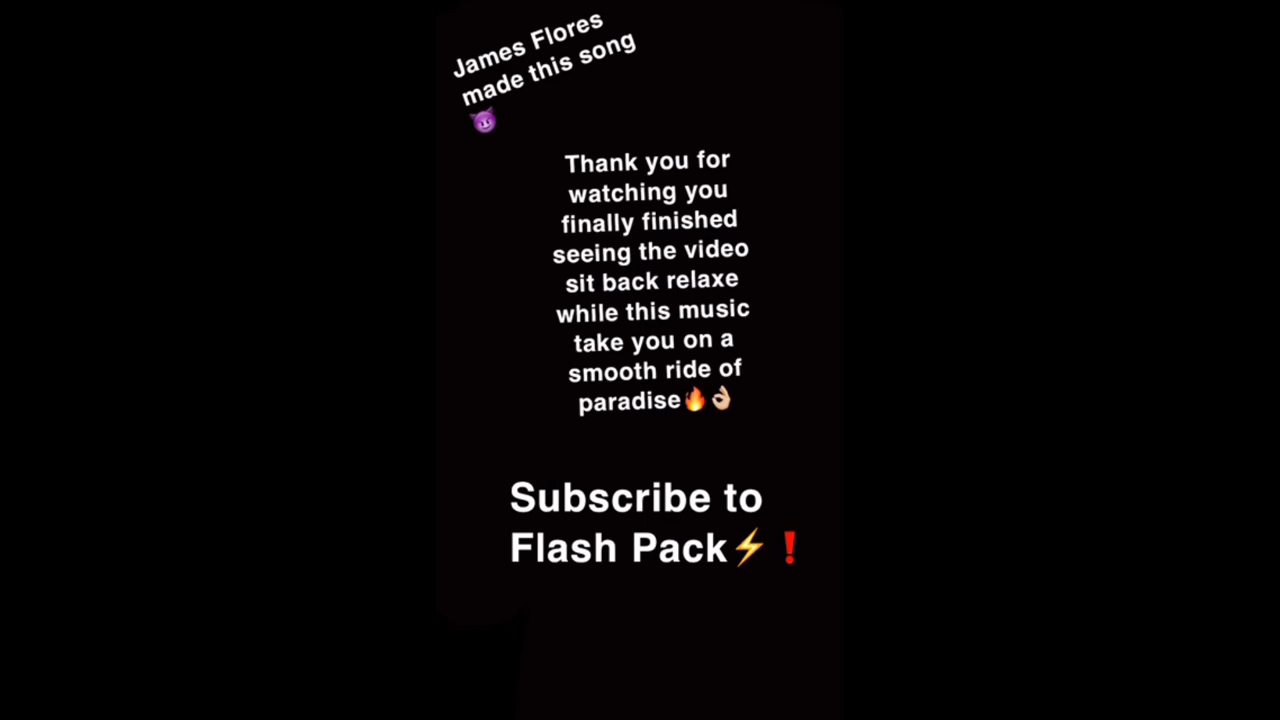 James Flores
made this song
😈
Thank you for
watching you
finally finished
seeing the video
sit back relaxe
while this music
take you on a
smooth ride of
paradise🔥👌🏼
Subscribe to
Flash Pack⚡❗